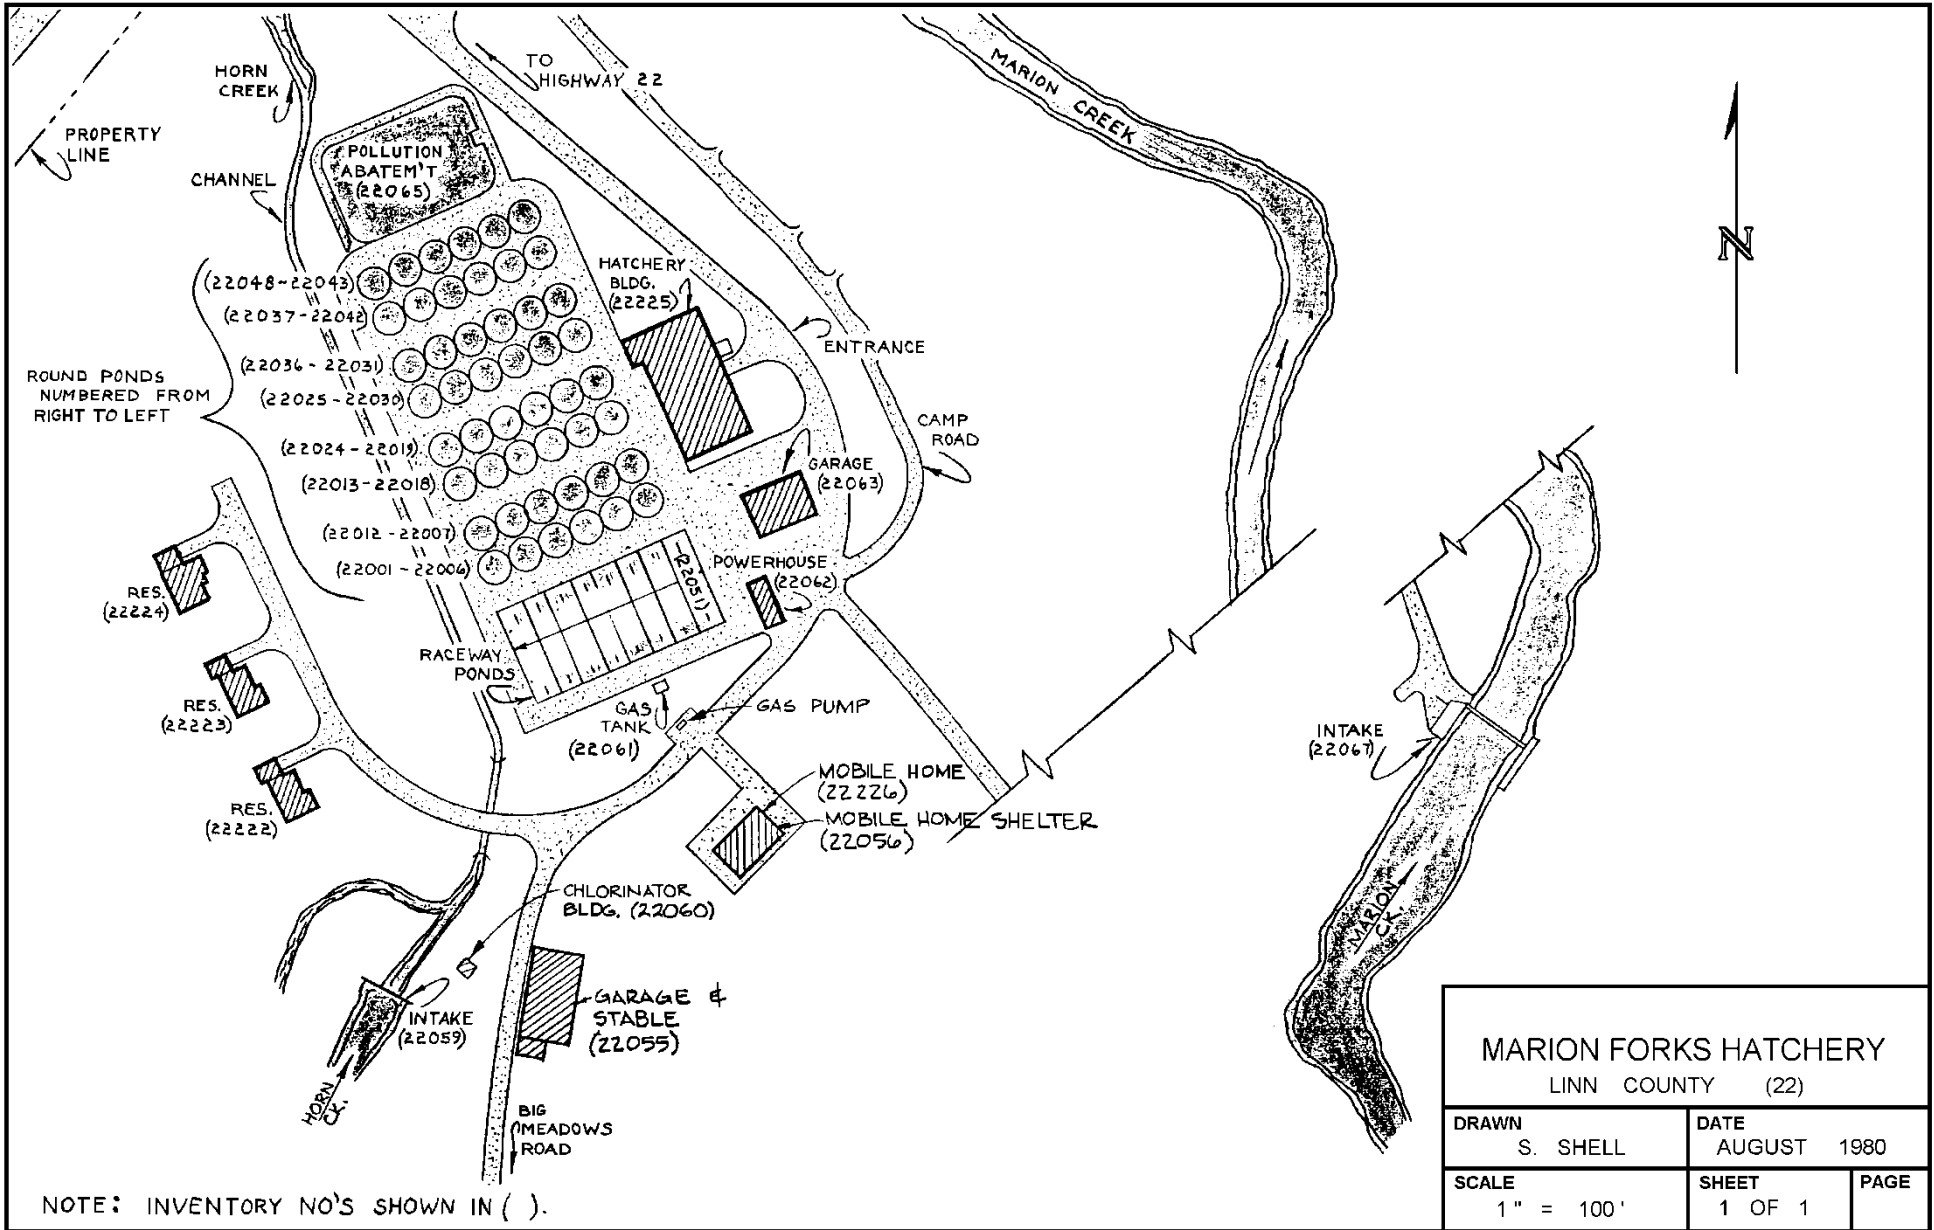 TO
HIGHWAY 22
HORN
CREEK
MARION CREEK
PROPERTY
LINE
POLLUTION
ABATEM'T
(22065)
CHANNEL
N
HATCHERY
BLDG.
(22225)
(22048-22043)
(22037-22042
ENTRANCE
(22036-22031)
(22025-22030)
ROUND PONDS
NUMBERED FROM
RIGHT TO LEFT
CAMP
ROAD
(22024-22019)
(22013-22018)
GARAGE
(22063)
(22012-22007)
(22001-22006)
(22051)
POWERHOUSE
(22062)
RES.
(22224)
RACEWAY
PONDS
RES.
(22223)
GAS
TANK
(22061)
GAS PUMP
INTAKE
(22067)
MOBILE HOME
(22226)
MOBILE HOME SHELTER
(22056)
RES.
(22222)
CHLORINATOR
BLDG. (22060)
MARION
CK.
GARAGE &
STABLE
(22055)
INTAKE
(22059)
HORN
CK.
BIG
MEADOWS
ROAD
NOTE: INVENTORY NO'S SHOWN IN ( ).
MARION FORKS HATCHERY
LINN COUNTY (22)
DRAWN
S. SHELL
DATE
AUGUST 1980
SCALE
1" = 100'
SHEET
1 OF 1
PAGE